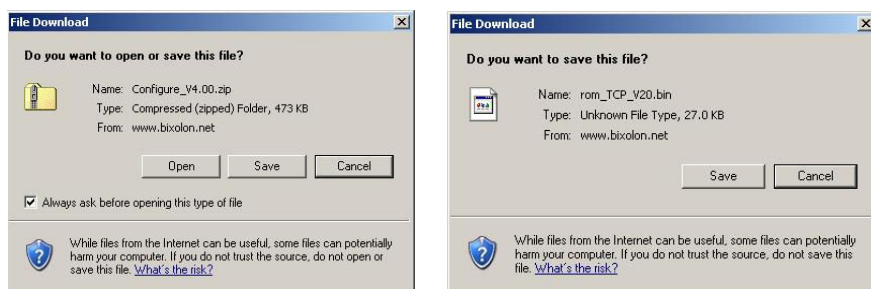 File Download
Do you want to open or save this file?
Name: Configure_V4.00.zip
Type: Compressed (zipped) Folder, 473 KB
From: www.bixolon.net
Open Save Cancel
Always ask before opening this type of file
While files from the Internet can be useful, some files can potentially
harm your computer. If you do not trust the source, do not open or
save this file. What's the risk?
File Download
Do you want to save this file?
Name: rom_TCP_V20.bin
Type: Unknown File Type, 27.0 KB
From: www.bixolon.net
Save Cancel
While files from the Internet can be useful, some files can potentially
harm your computer. If you do not trust the source, do not save this
file. What's the risk?